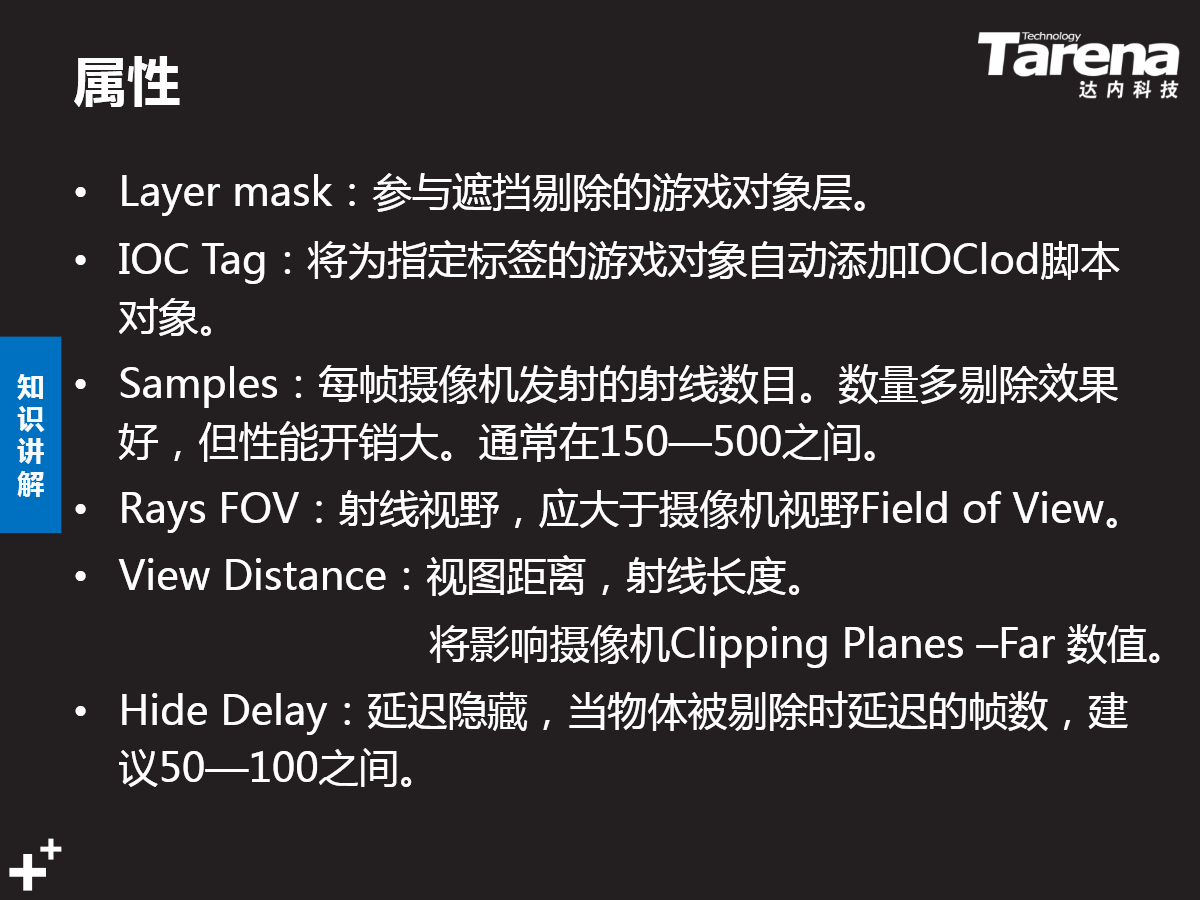 属性
Technology
Tarena
达内科技
• Layer mask：参与遮挡剔除的游戏对象层。
• IOC Tag：将为指定标签的游戏对象自动添加IOClod脚本
对象。
• Samples：每帧摄像机发射的射线数目。数量多剔除效果
好，但性能开销大。通常在150—500之间。
• Rays FOV：射线视野，应大于摄像机视野Field of View。
• View Distance：视图距离，射线长度。
将影响摄像机Clipping Planes –Far 数值。
• Hide Delay：延迟隐藏，当物体被剔除时延迟的帧数，建
议50—100之间。
知
识
讲
解